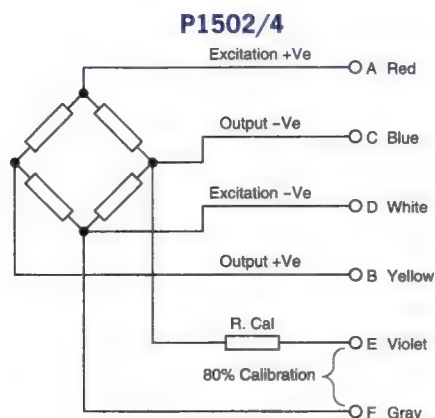 P1502/4
Excitation +Ve
A Red
Output –Ve
C Blue
Excitation –Ve
D White
Output +Ve
B Yellow
R. Cal
E Violet
80% Calibration
F Gray